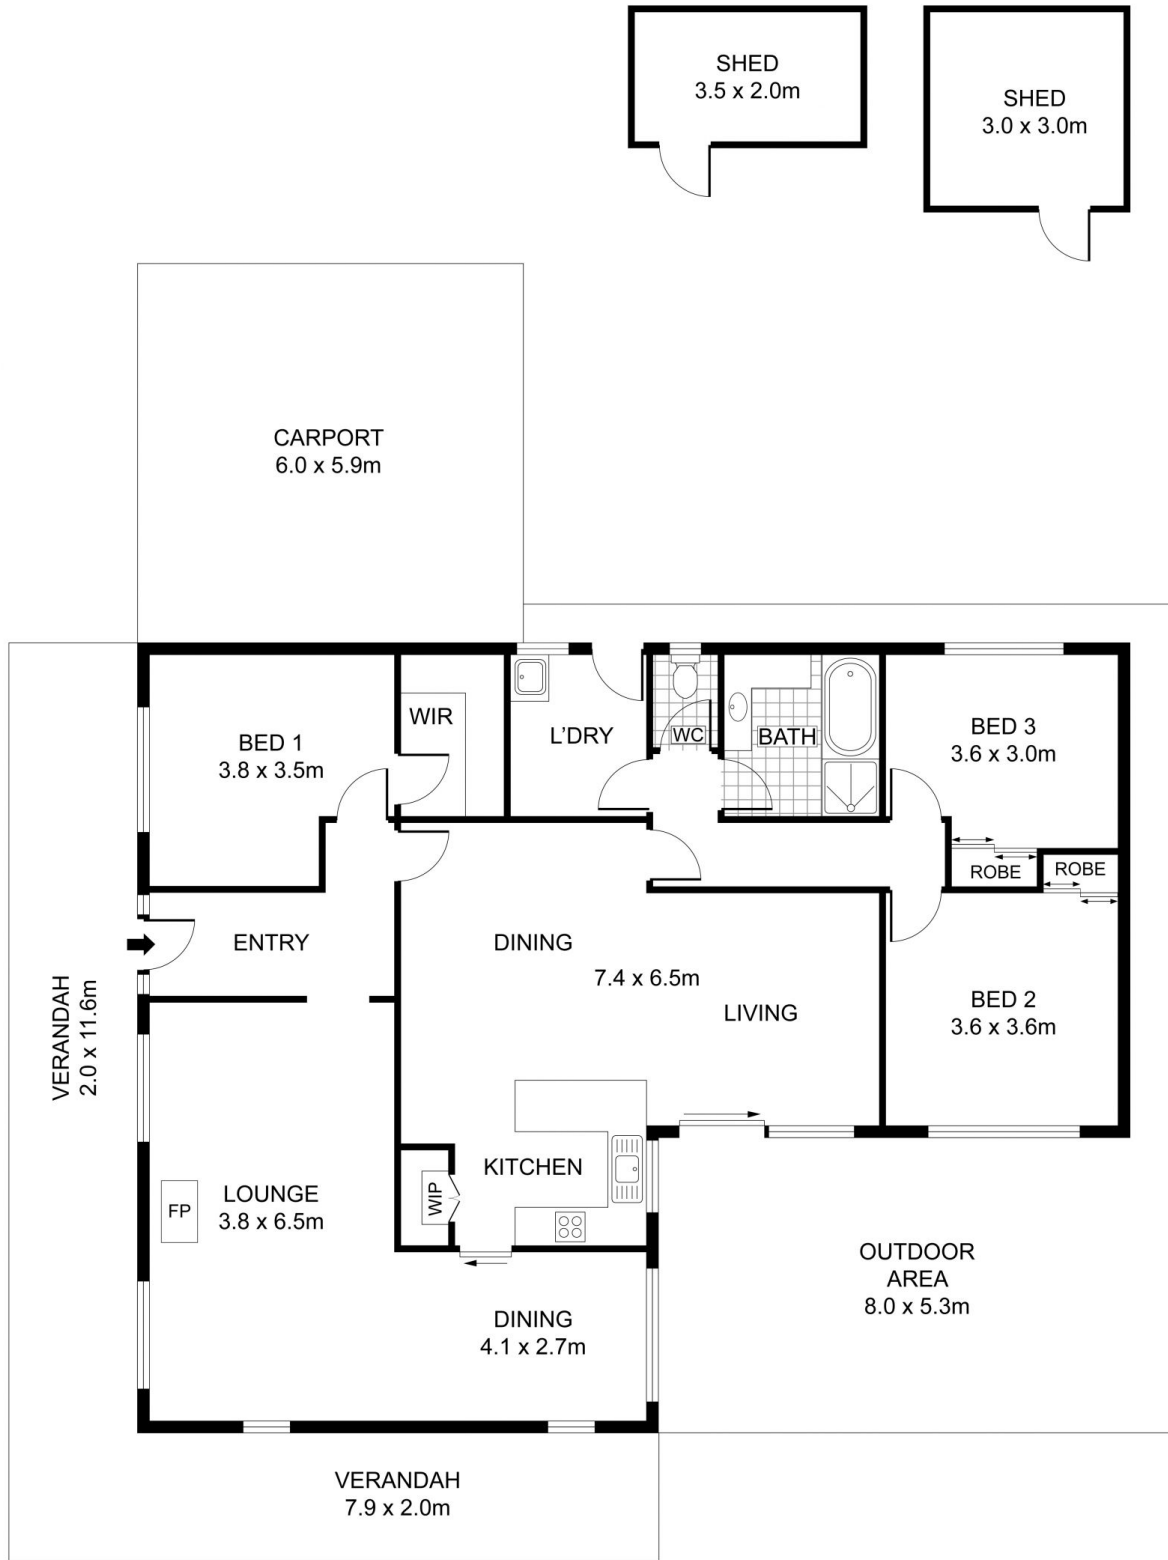 SHED
3.5 x 2.0m
SHED
3.0 x 3.0m
CARPORT
6.0 x 5.9m
BED 1
3.8 x 3.5m
WIR
L'DRY
WC
BATH
BED 3
3.6 x 3.0m
ROBE
ROBE
ENTRY
DINING
7.4 x 6.5m
LIVING
BED 2
3.6 x 3.6m
VERANDAH
2.0 x 11.6m
LOUNGE
3.8 x 6.5m
FP
WIP
KITCHEN
DINING
4.1 x 2.7m
OUTDOOR
AREA
8.0 x 5.3m
VERANDAH
7.9 x 2.0m